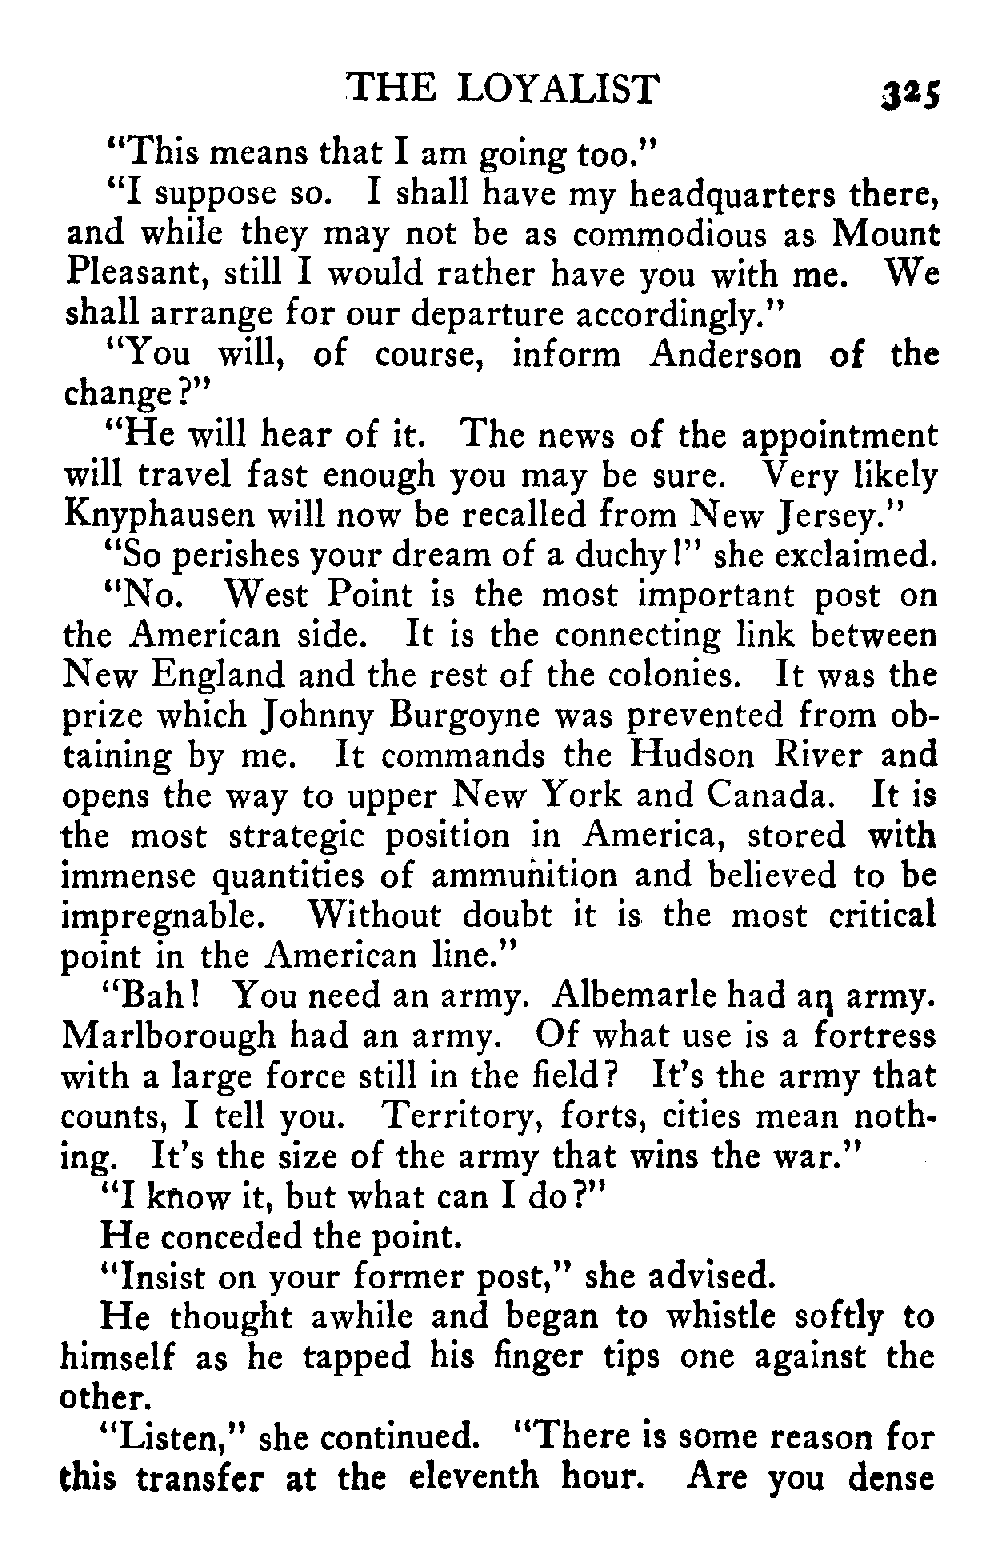 THE LOYALIST 325
"This means that I am going too."
"I suppose so. I shall have my headquarters there,
and while they may not be as commodious as Mount
Pleasant, still I would rather have you with me. We
shall arrange for our departure accordingly."
"You will, of course, inform Anderson of the
change?"
"He will hear of it. The news of the appointment
will travel fast enough you may be sure. Very likely
Knyphausen will now be recalled from New Jersey."
"So perishes your dream of a duchy!" she exclaimed.
"No. West Point is the most important post on
the American side. It is the connecting link between
New England and the rest of the colonies. It was the
prize which Johnny Burgoyne was prevented from ob-
taining by me. It commands the Hudson River and
opens the way to upper New York and Canada. It is
the most strategic position in America, stored with
immense quantities of ammunition and believed to be
impregnable. Without doubt it is the most critical
point in the American line."
"Bah! You need an army. Albemarle had an army.
Marlborough had an army. Of what use is a fortress
with a large force still in the field? It's the army that
counts, I tell you. Territory, forts, cities mean noth-
ing. It's the size of the army that wins the war."
"I know it, but what can I do?"
He conceded the point.
"Insist on your former post," she advised.
He thought awhile and began to whistle softly to
himself as he tapped his finger tips one against the
other.
"Listen," she continued. "There is some reason for
this transfer at the eleventh hour. Are you dense